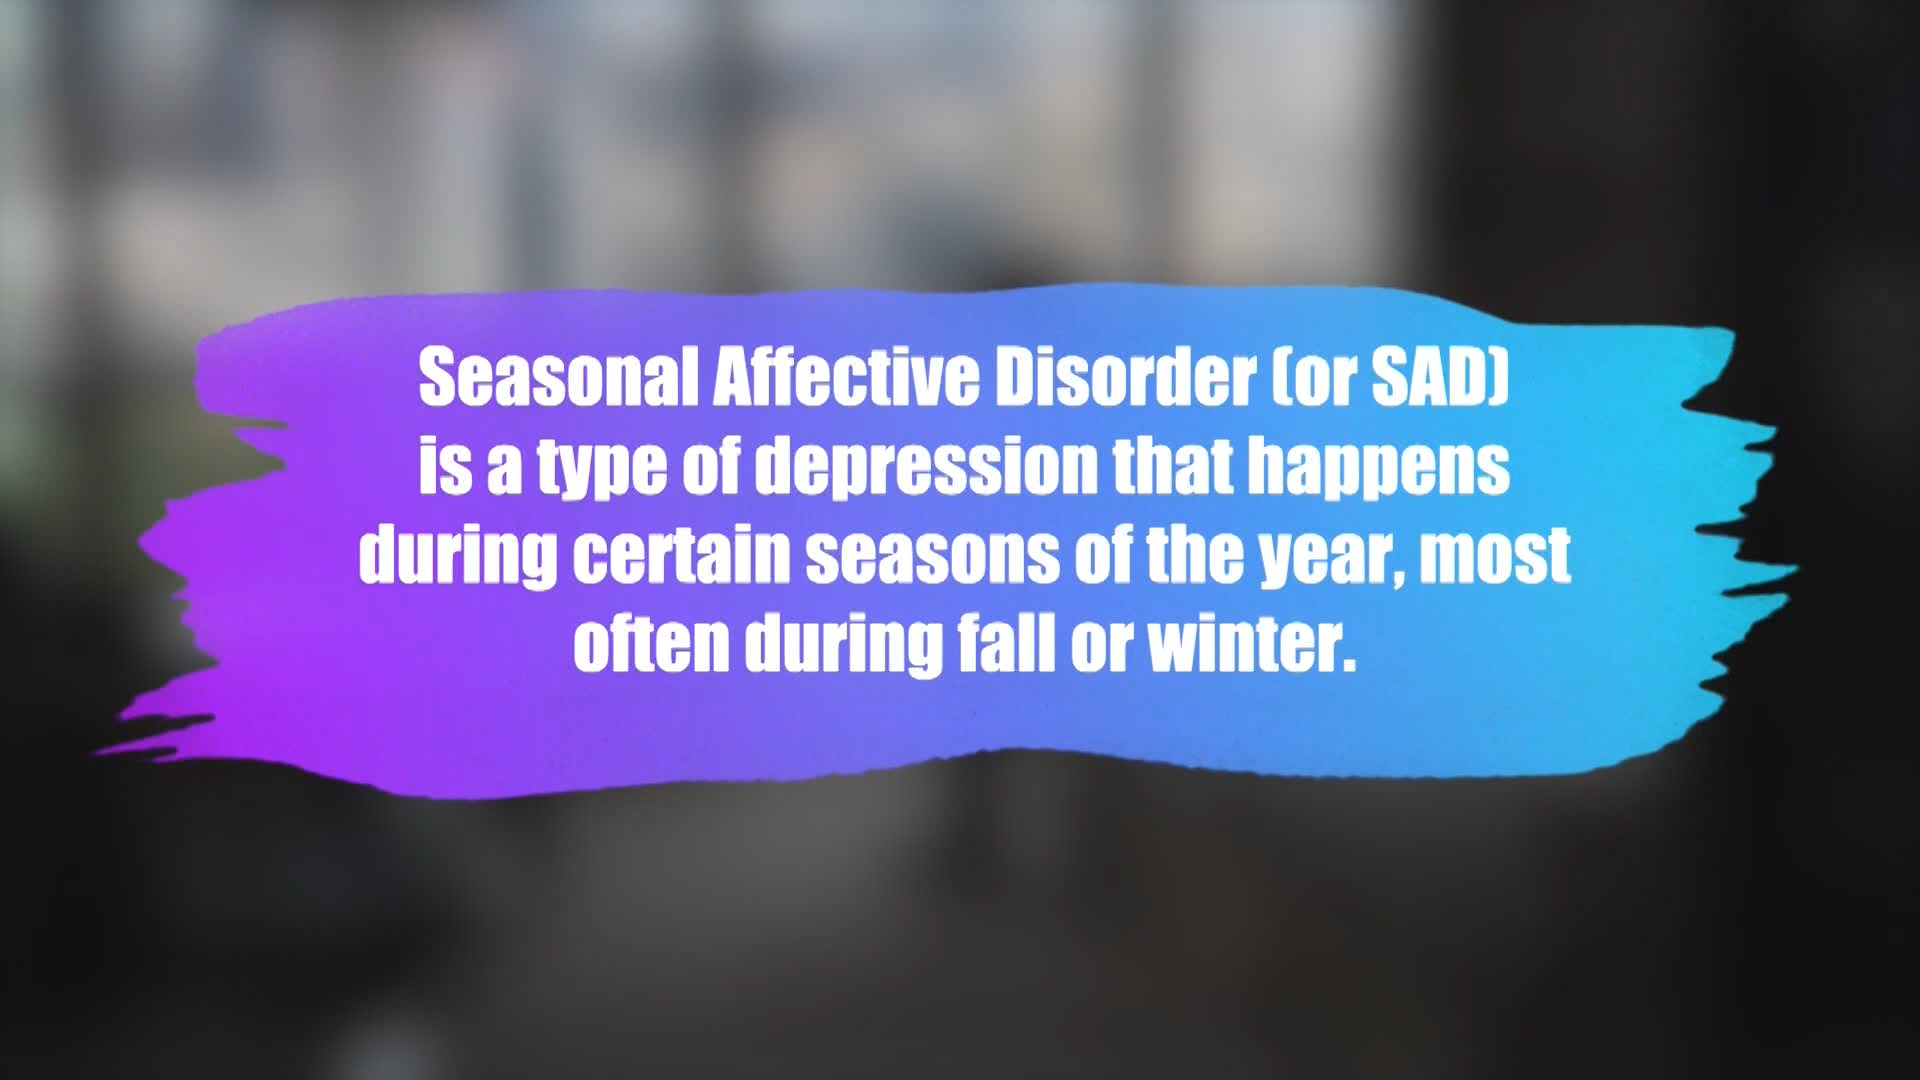 Seasonal Affective Disorder (or SAD)
is a type of depression that happens
during certain seasons of the year, most
often during fall or winter.